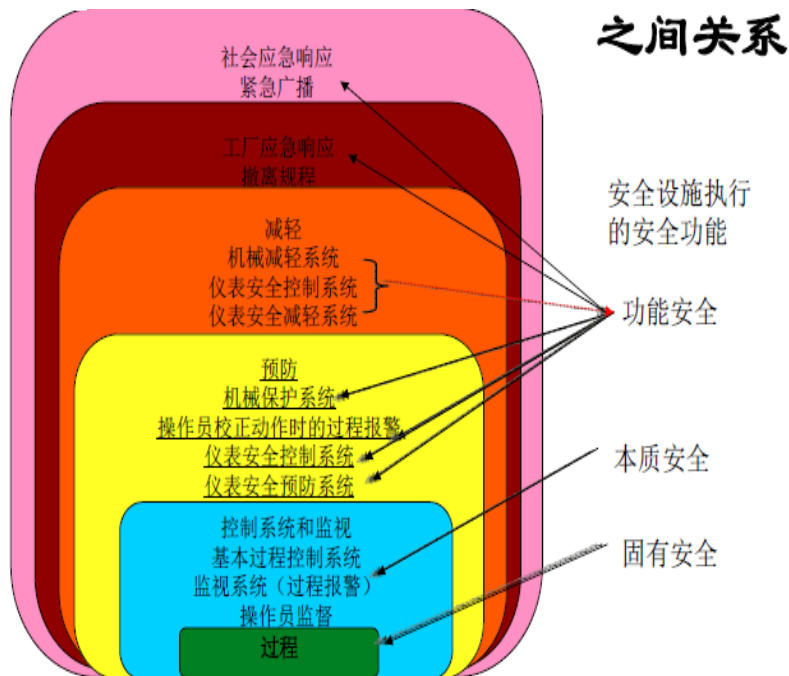 之间关系
社会应急响应
紧急广播
工厂应急响应
撤离规程
减轻
机械减轻系统
仪表安全控制系统
仪表安全减轻系统
预防
机械保护系统
操作员校正动作时的过程报警
仪表安全控制系统
仪表安全预防系统
控制系统和监视
基本过程控制系统
监视系统（过程报警）
操作员监督
过程
安全设施执行
的安全功能
功能安全
本质安全
固有安全